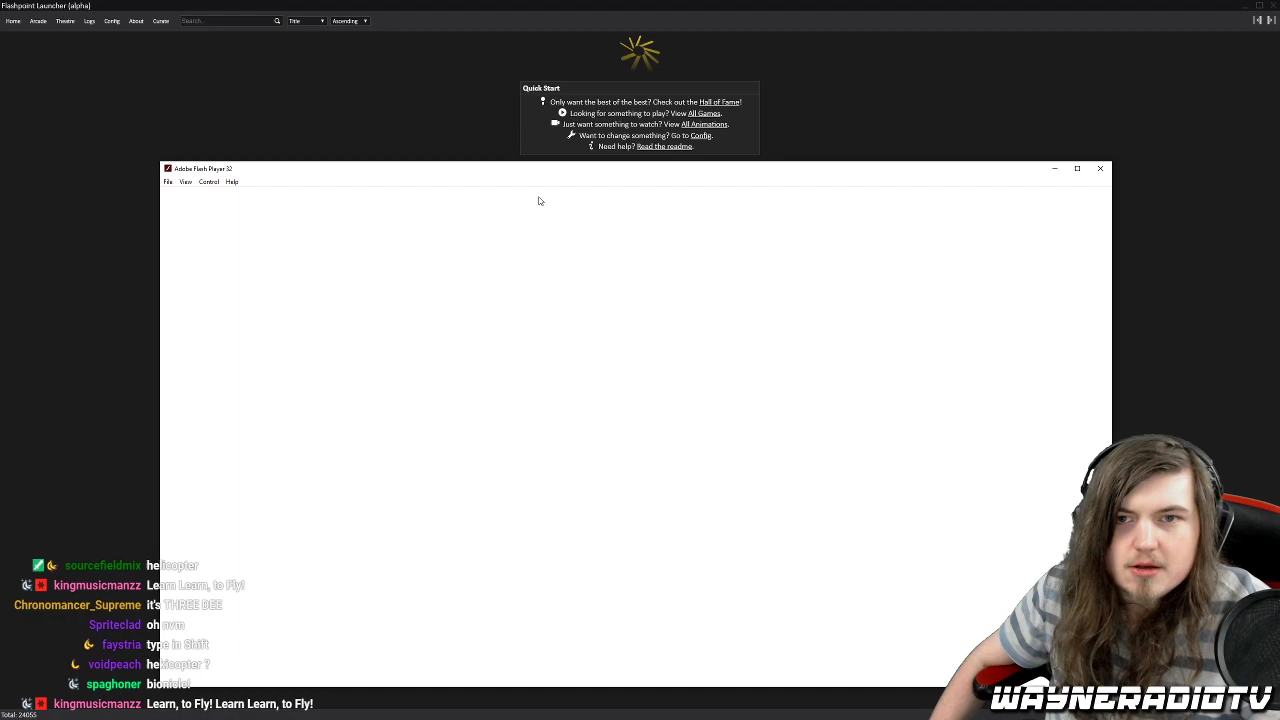 Flashpoint Launcher (alpha)
Home Arcade Theatre Logs Config About Curate Search... Title Ascending
Quick Start
Only want the best of the best? Check out the Hall of Fame!
Looking for something to play? View All Games.
Just want something to watch? View All Animations.
Want to change something? Go to Config.
Need help? Read the readme.
Adobe Flash Player 32
File View Control Help
sourcefieldmix helicopter
kingmusicmanzz Learn Learn, to Fly!
Chronomancer_Supreme it's THREE DEE
Spriteclad oh nvm
faystria type in Shift
voidpeach hexicopter ?
spaghoner bionicle!
kingmusicmanzz Learn, to Fly! Learn Learn, to Fly!
WAYNERADIOTV
Total: 24055